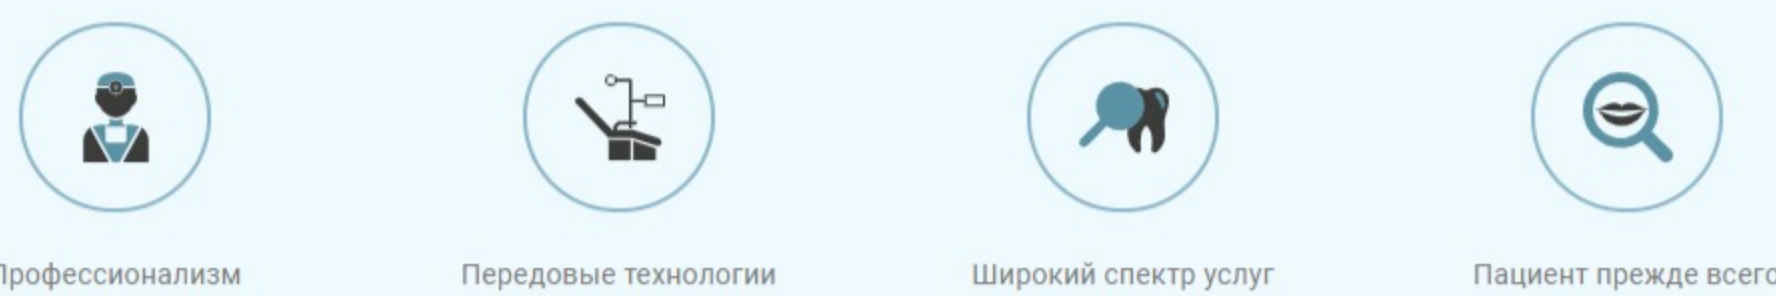 Профессионализм
Передовые технологии
Широкий спектр услуг
Пациент прежде всего